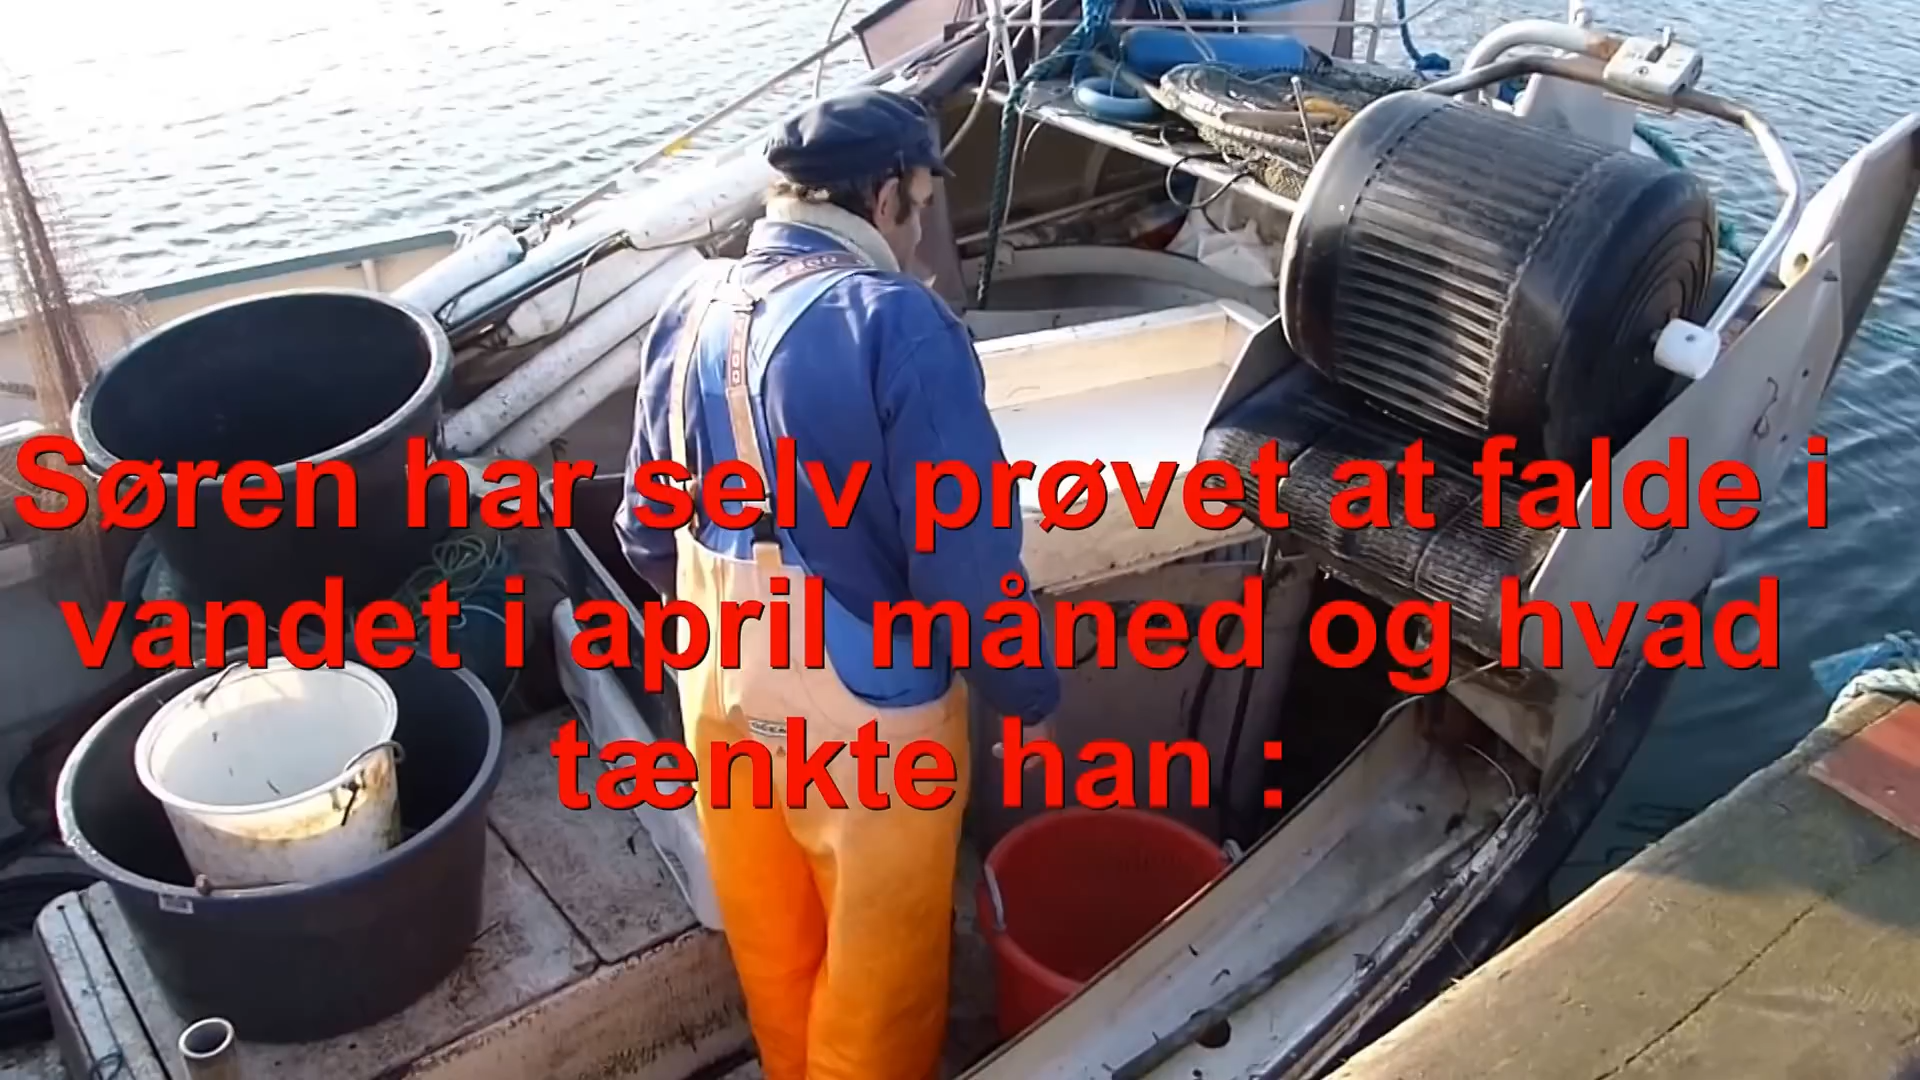 Søren har selv prøvet at falde i
vandet i april måned og hvad
tænkte han :